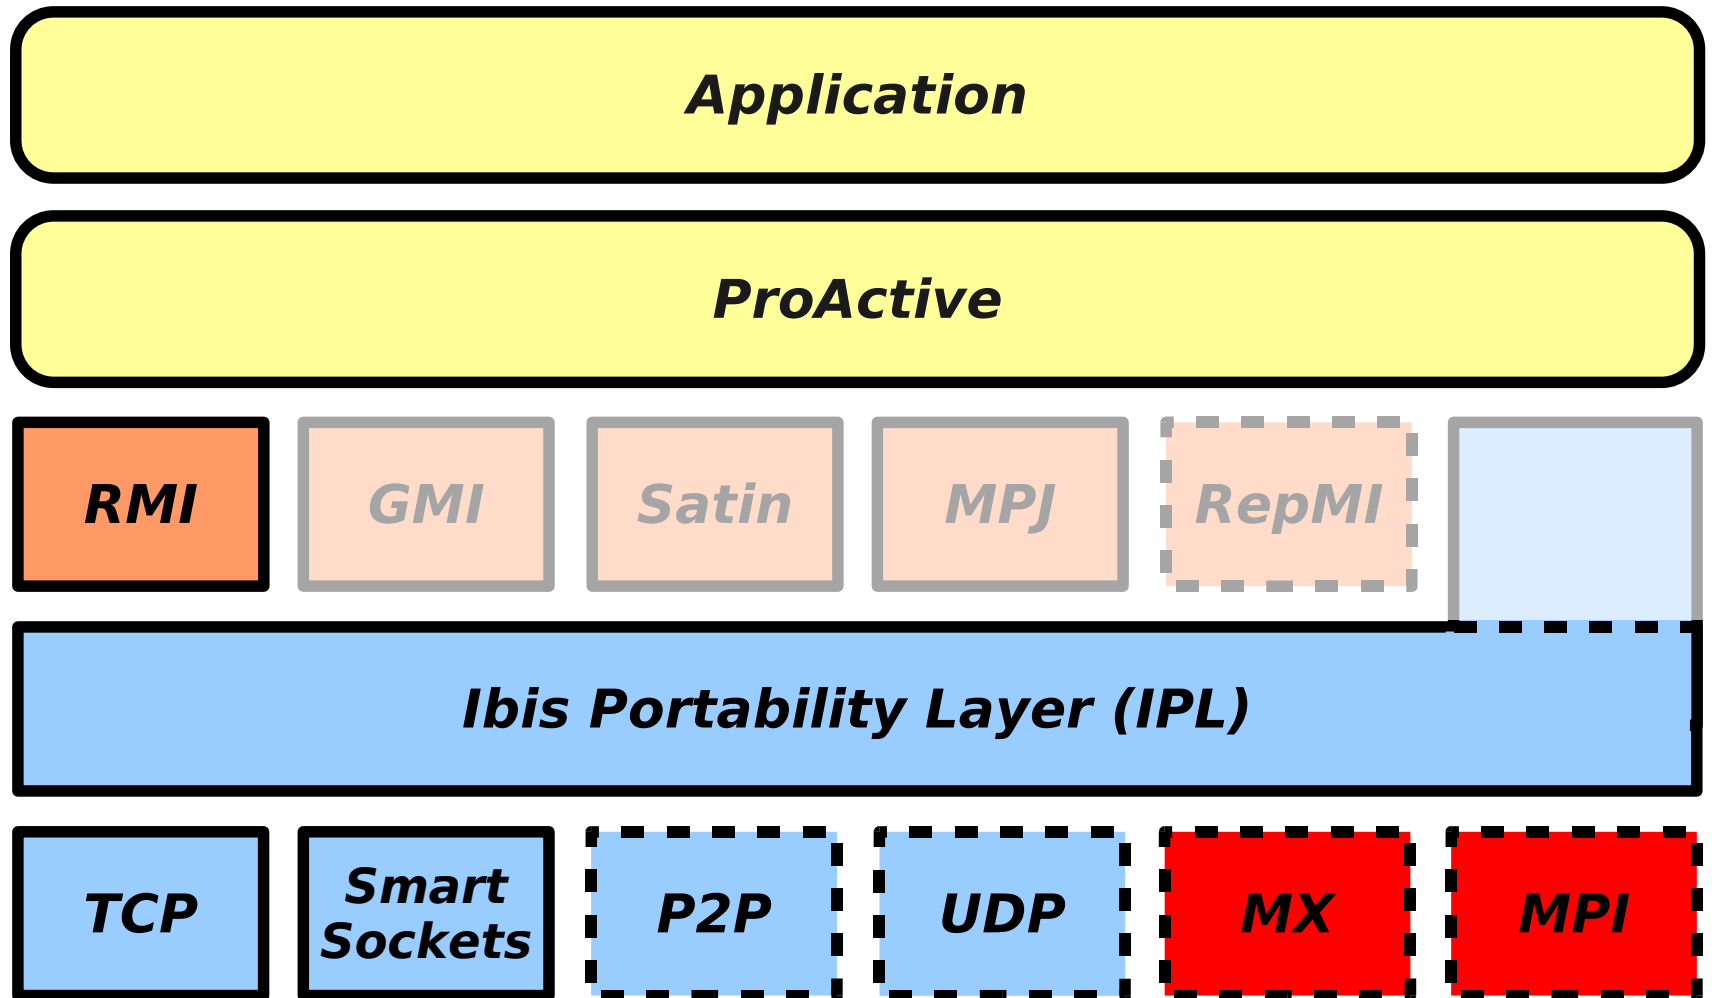 Application
ProActive
RMI GMI Satin MPJ RepMI
Ibis Portability Layer (IPL)
TCP Smart Sockets P2P UDP MX MPI